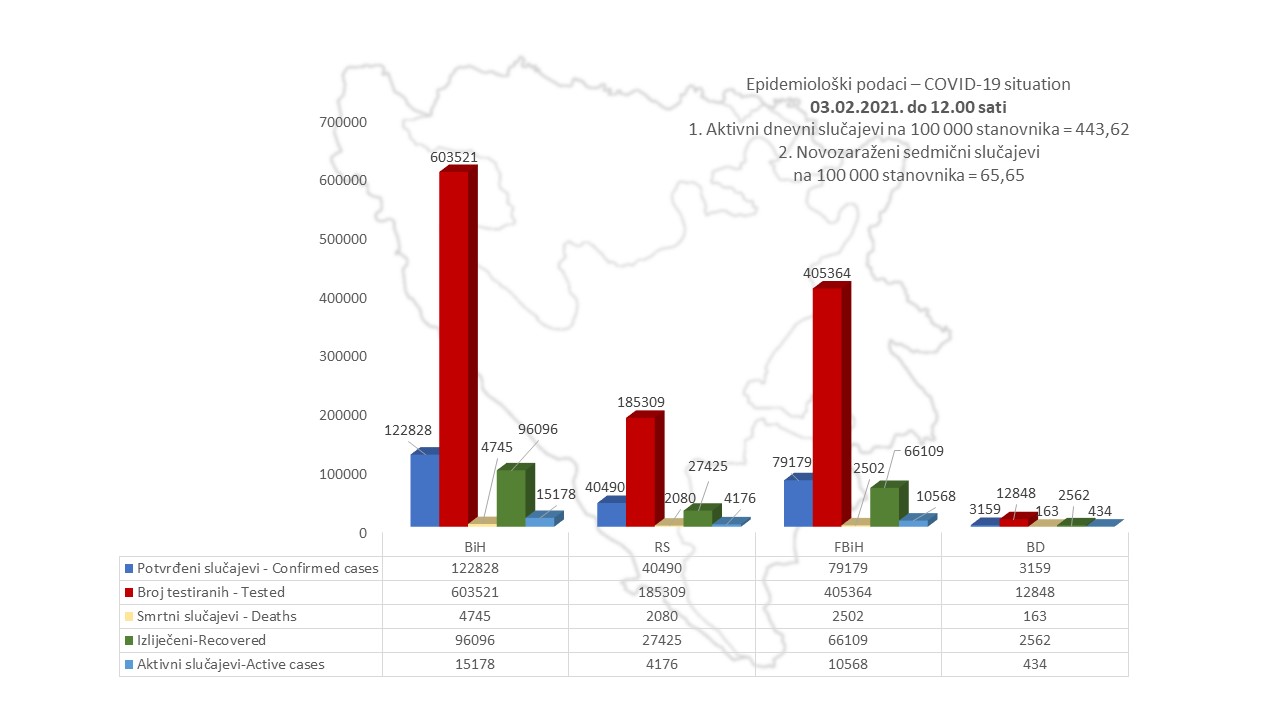 Epidemiološki podaci – COVID-19 situation
03.02.2021. do 12.00 sati
1. Aktivni dnevni slučajevi na 100 000 stanovnika = 443,62
2. Novozaraženi sedmični slučajevi
na 100 000 stanovnika = 65,65
700000
600000
500000
400000
300000
200000
100000
0
122828 603521 4745 96096 15178
40490 185309 2080 27425 4176
79179 405364 2502 66109 10568
3159 12848 163 2562 434
BiH RS FBiH BD
Potvrđeni slučajevi - Confirmed cases 122828 40490 79179 3159
Broj testiranih - Tested 603521 185309 405364 12848
Smrtni slučajevi - Deaths 4745 2080 2502 163
Izliječeni-Recovered 96096 27425 66109 2562
Aktivni slučajevi-Active cases 15178 4176 10568 434